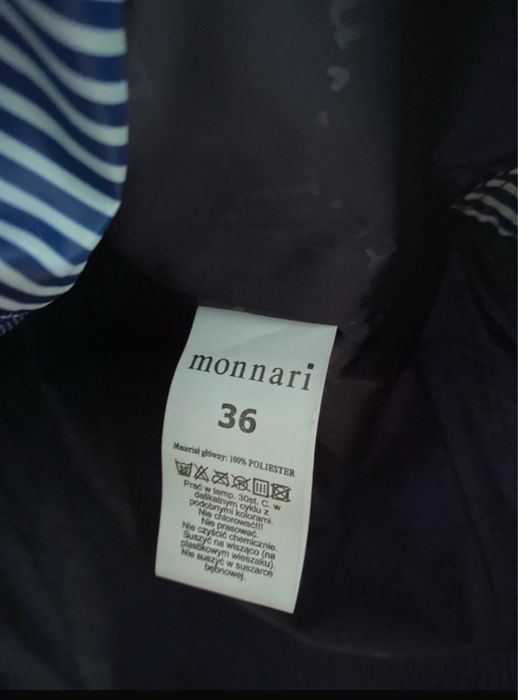 monnari
36
Materiał główny: 100% POLIESTER
Prać w temp. 30st. C. w
delikatnym cyklu z
podobnymi kolorami.
Nie chlorować!!!
Nie prasować.
Nie czyścić chemicznie.
Suszyć na wisząco (na
plastikowym wieszaku).
Nie suszyć w suszarce
bębnowej.